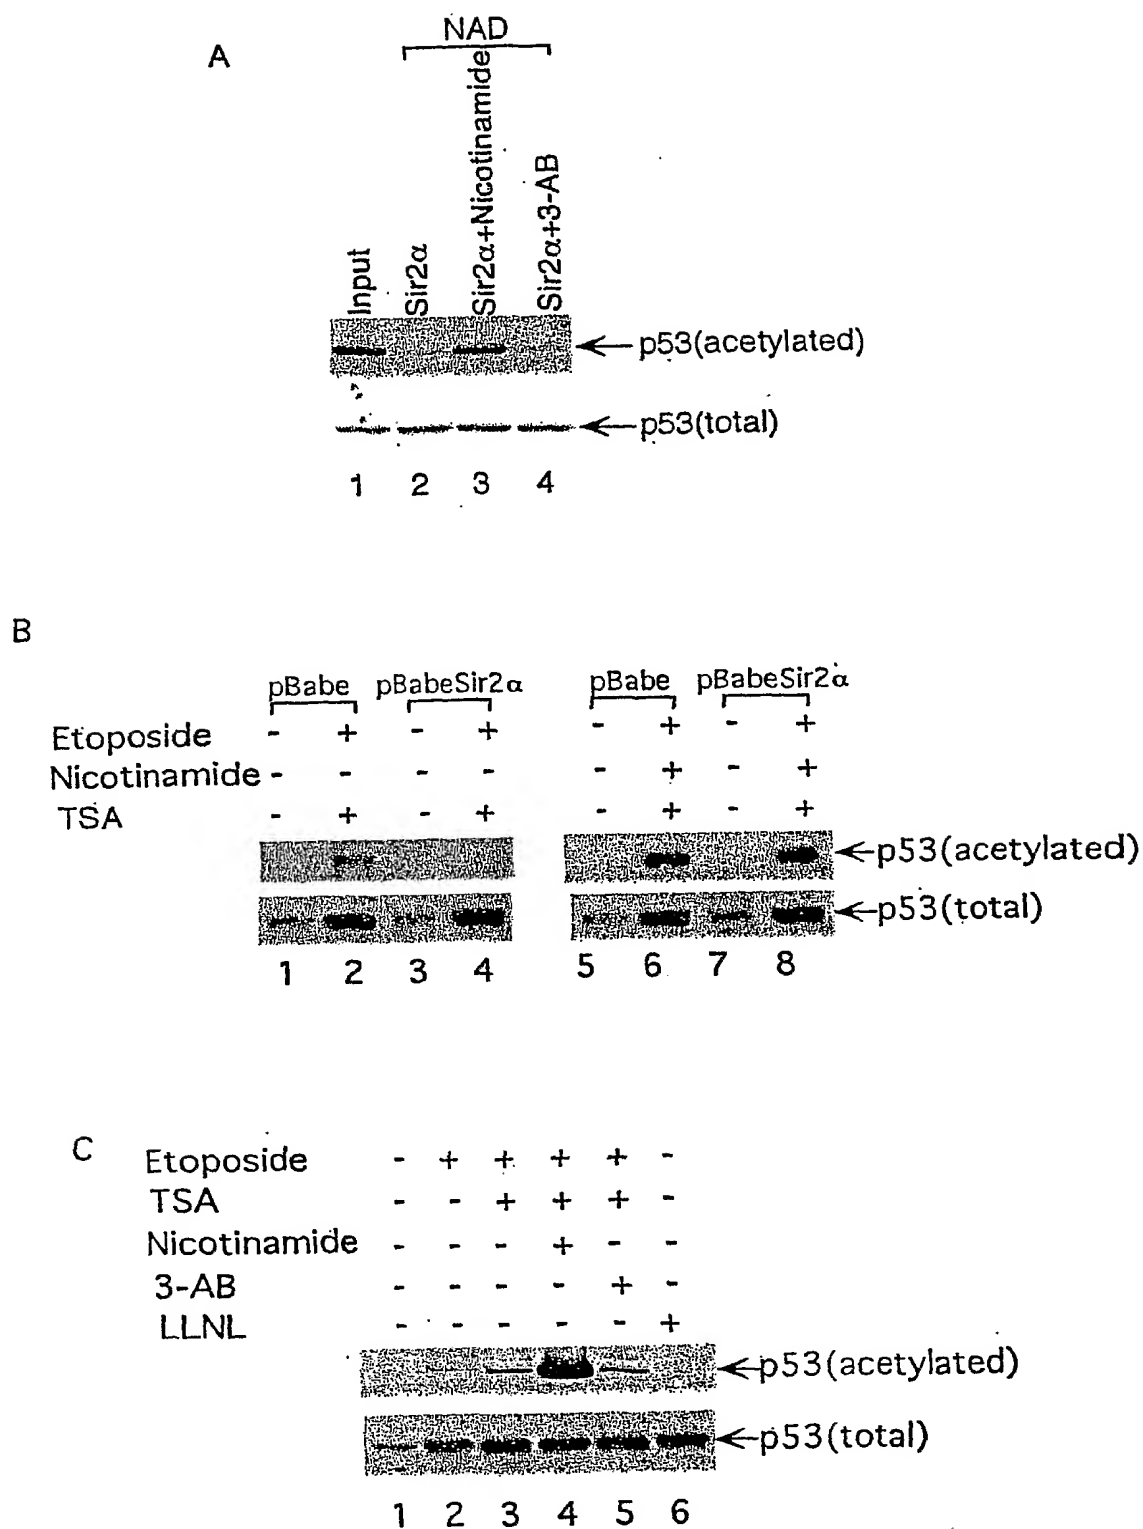 A
NAD
Input
Sir2α
Sir2α+Nicotinamide
Sir2α+3-AB
p53(acetylated)
p53(total)
1 2 3 4
B
pBabe pBabeSir2α pBabe pBabeSir2α
Etoposide - + - + - + - +
Nicotinamide - - - - - + - +
TSA - + - + - + - +
p53(acetylated)
p53(total)
1 2 3 4 5 6 7 8
C
Etoposide - + + + + -
TSA - - + + + -
Nicotinamide - - - + - -
3-AB - - - - + -
LLNL - - - - - +
p53(acetylated)
p53(total)
1 2 3 4 5 6